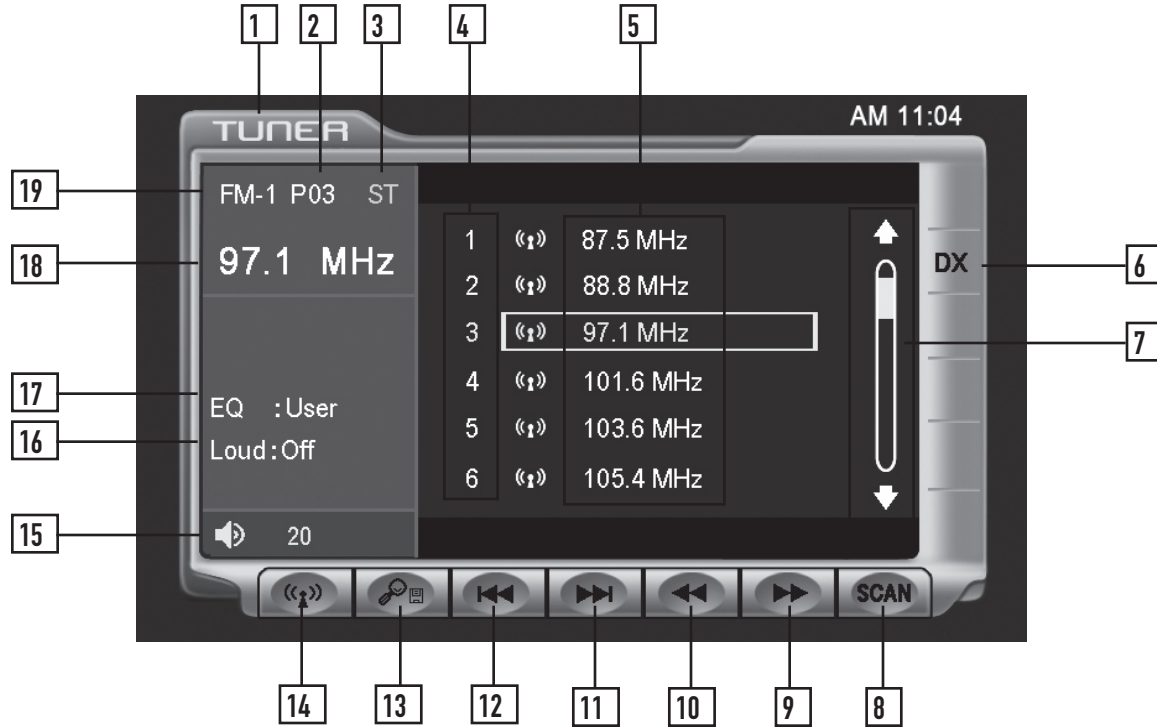 1 2 3 4 5
AM 11:04
TUNER
19 FM-1 P03 ST
18 97.1 MHz
1 87.5 MHz
2 88.8 MHz
3 97.1 MHz
4 101.6 MHz
5 103.6 MHz
6 105.4 MHz
DX 6
7
17 EQ :User
16 Loud:Off
15 20
SCAN
14 13 12 11 10 9 8